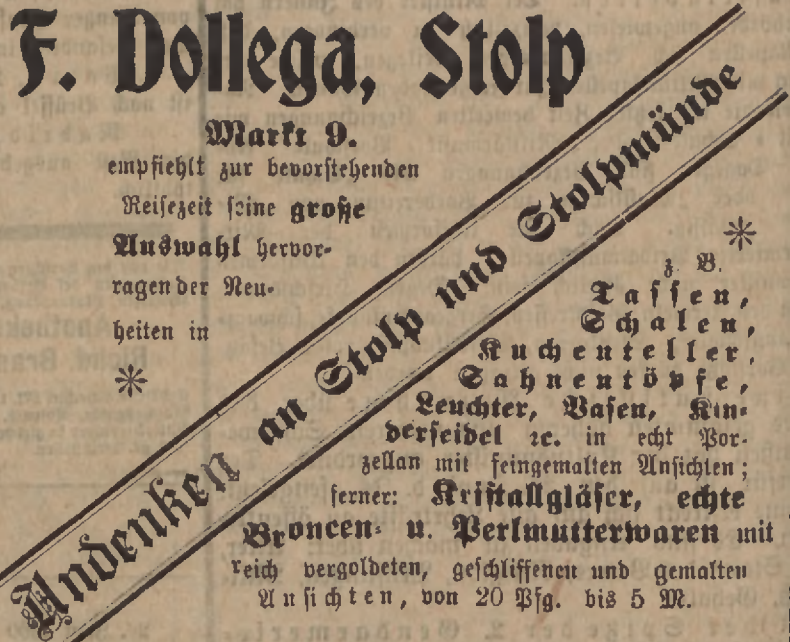 F. Dollega, Stolp
Markt 9.
empfiehlt zur bevorstehenden
Reisezeit seine große
Auswahl hervor-
ragender Neu-
heiten in
Andenken an Stolp und Stolpmünde
z. B.
Tassen,
Schalen,
Kuchenteller,
Sahnentöpfe,
Leuchter, Vasen, Kin-
derseidel ꝛc. in echt Por-
zellan mit feingemalten Ansichten;
ferner: Kristallgläser, echte
Broncen- u. Perlmutterwaren mit
reich vergoldeten, geschliffenen und gemalten
Ansichten, von 20 Pfg. bis 5 M.